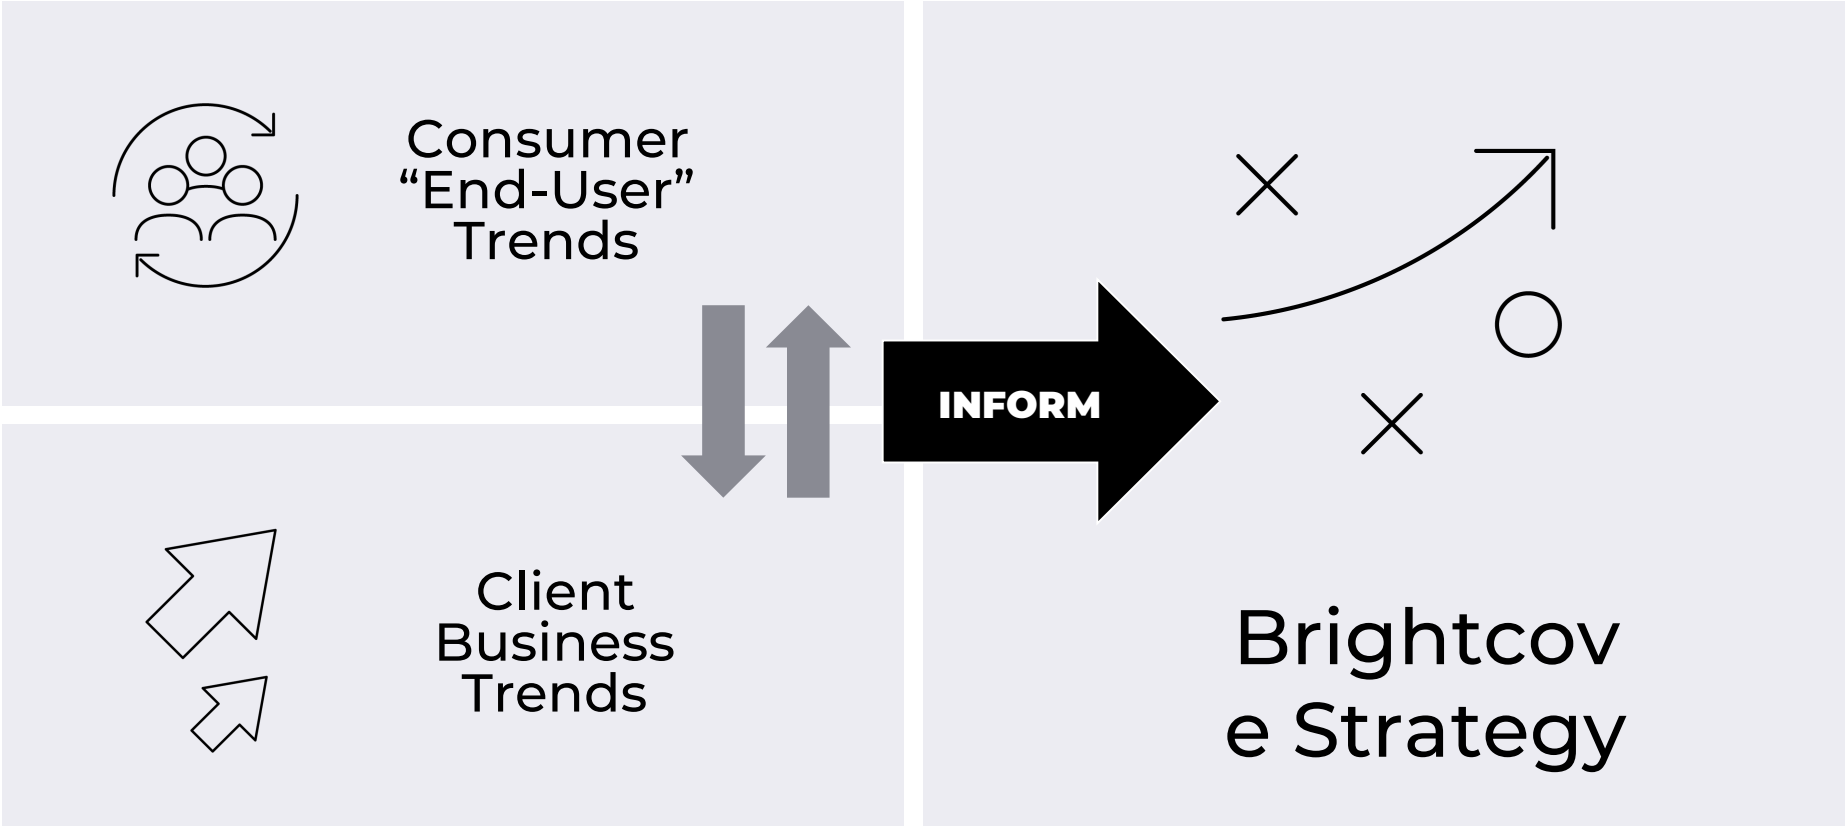 Consumer
“End-User”
Trends
INFORM
Client
Business
Trends
Brightcov
e Strategy